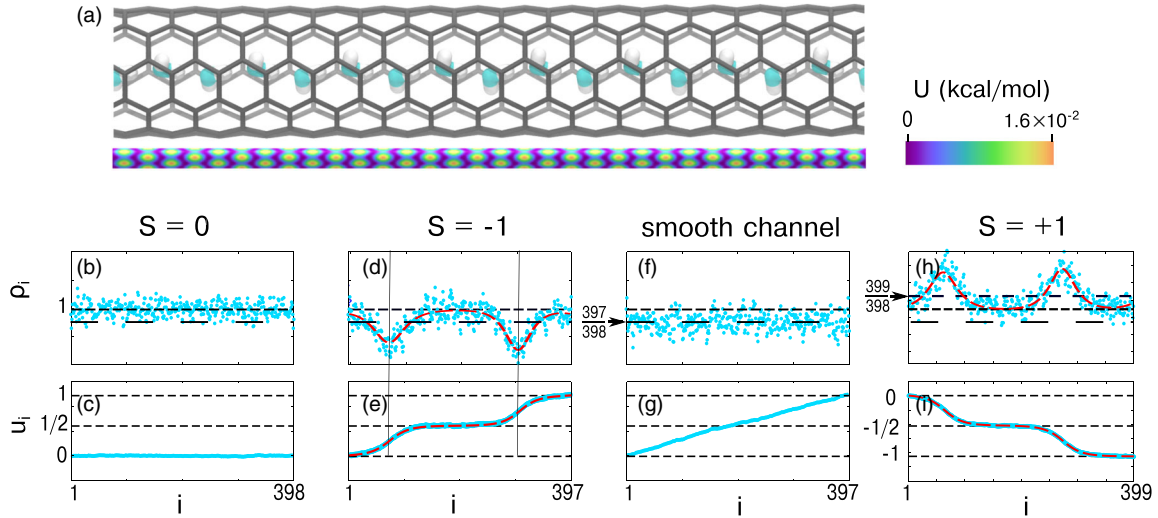 (a)
U (kcal/mol)
0 1.6×10⁻²
S = 0 S = -1 smooth channel S = +1
(b) (d) (f) (h)
ρᵢ 1
397/398
399/398
(c) (e) (g) (i)
uᵢ
1 1/2 0
0 -1/2 -1
1 398 1 397 1 397 1 399
i i i i